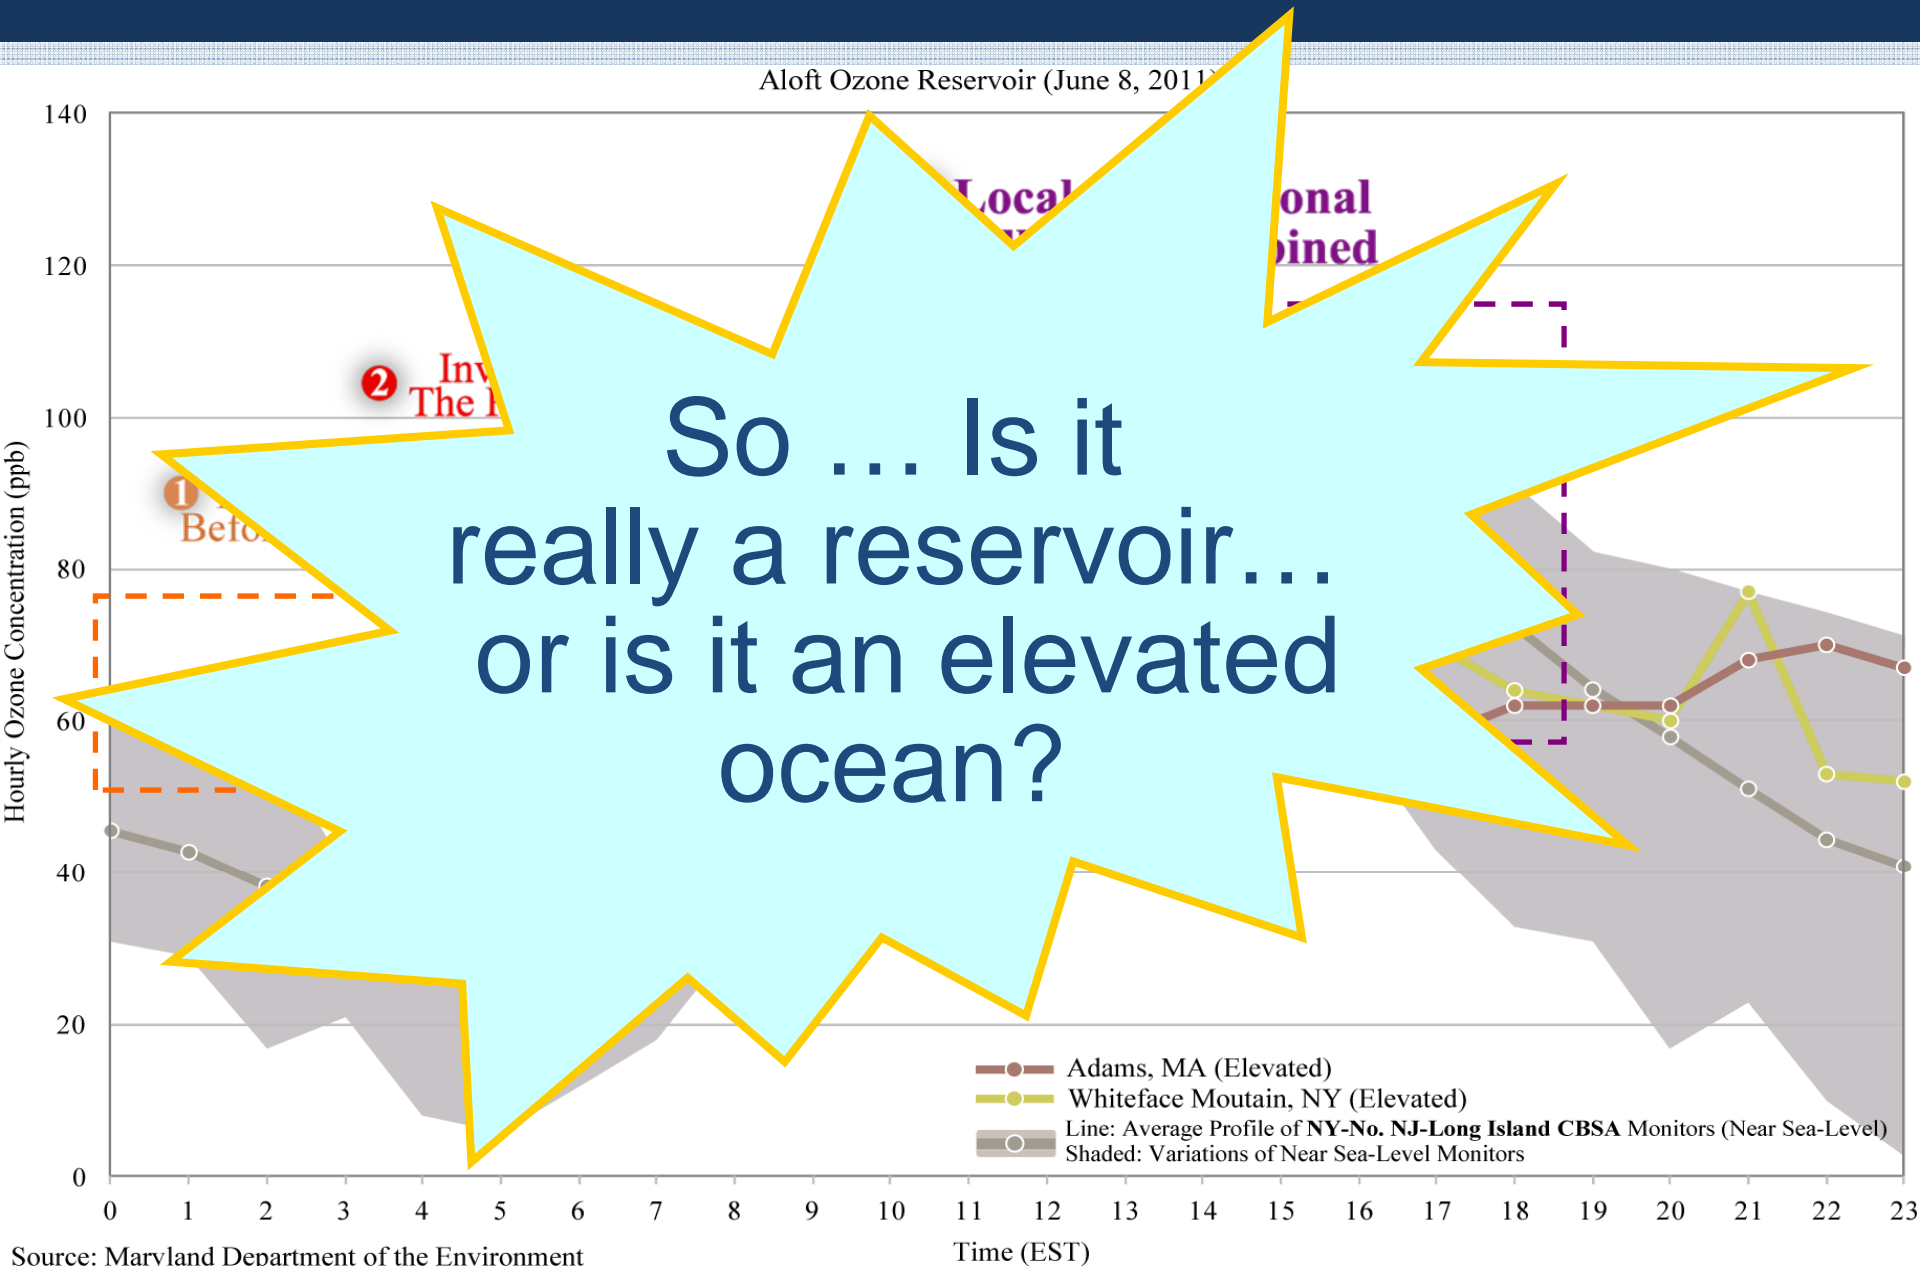 Aloft Ozone Reservoir (June 8, 2011)
140
120
100
80
60
40
20
0
Hourly Ozone Concentration (ppb)
2
The
1
So … Is it
really a reservoir…
or is it an elevated
ocean?
Adams, MA (Elevated)
Whiteface Moutain, NY (Elevated)
Line: Average Profile of NY-No. NJ-Long Island CBSA Monitors (Near Sea-Level)
Shaded: Variations of Near Sea-Level Monitors
0 1 2 3 4 5 6 7 8 9 10 11 12 13 14 15 16 17 18 19 20 21 22 23
Time (EST)
Source: Maryland Department of the Environment